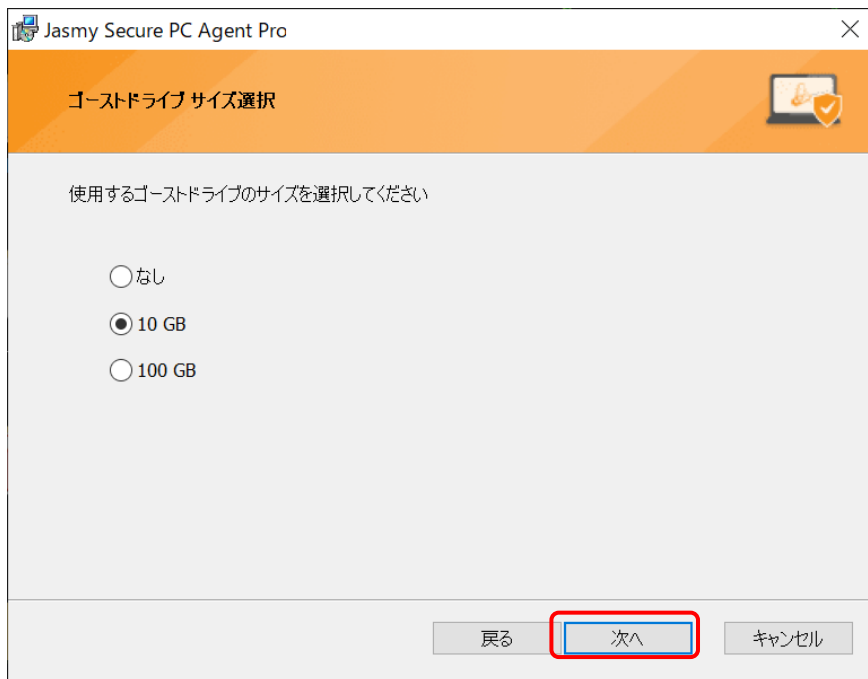 Jasmy Secure PC Agent Pro
ゴーストドライブ サイズ選択
使用するゴーストドライブのサイズを選択してください
なし
10 GB
100 GB
戻る 次へ キャンセル